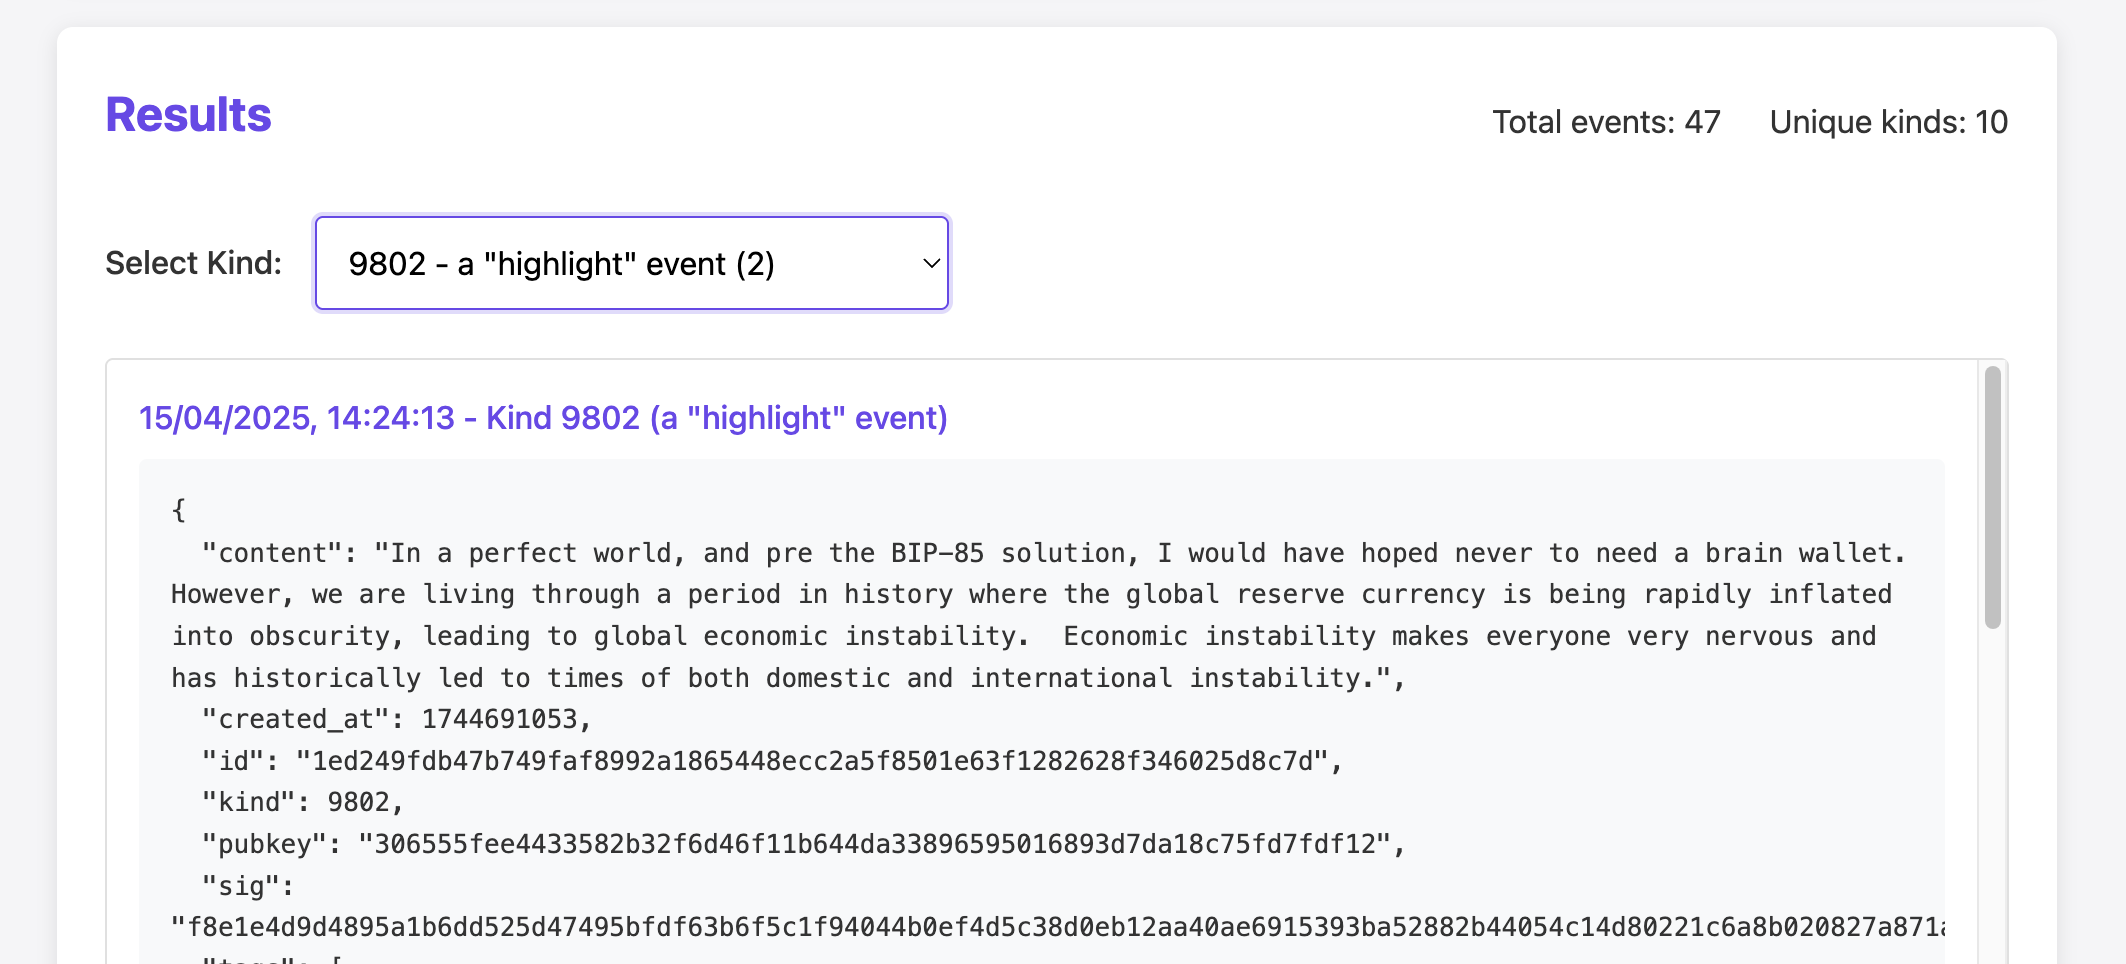 Results
Total events: 47 Unique kinds: 10
Select Kind: 9802 - a "highlight" event (2)
15/04/2025, 14:24:13 - Kind 9802 (a "highlight" event)
{
"content": "In a perfect world, and pre the BIP-85 solution, I would have hoped never to need a brain wallet.
However, we are living through a period in history where the global reserve currency is being rapidly inflated
into obscurity, leading to global economic instability.  Economic instability makes everyone very nervous and
has historically led to times of both domestic and international instability.",
"created_at": 1744691053,
"id": "1ed249fdb47b749faf8992a1865448ecc2a5f8501e63f1282628f346025d8c7d",
"kind": 9802,
"pubkey": "306555fee4433582b32f6d46f11b644da33896595016893d7da18c75fd7fdf12",
"sig":
"f8e1e4d9d4895a1b6dd525d47495bfdf63b6f5c1f94044b0ef4d5c38d0eb12aa40ae6915393ba52882b44054c14d80221c6a8b020827a871a